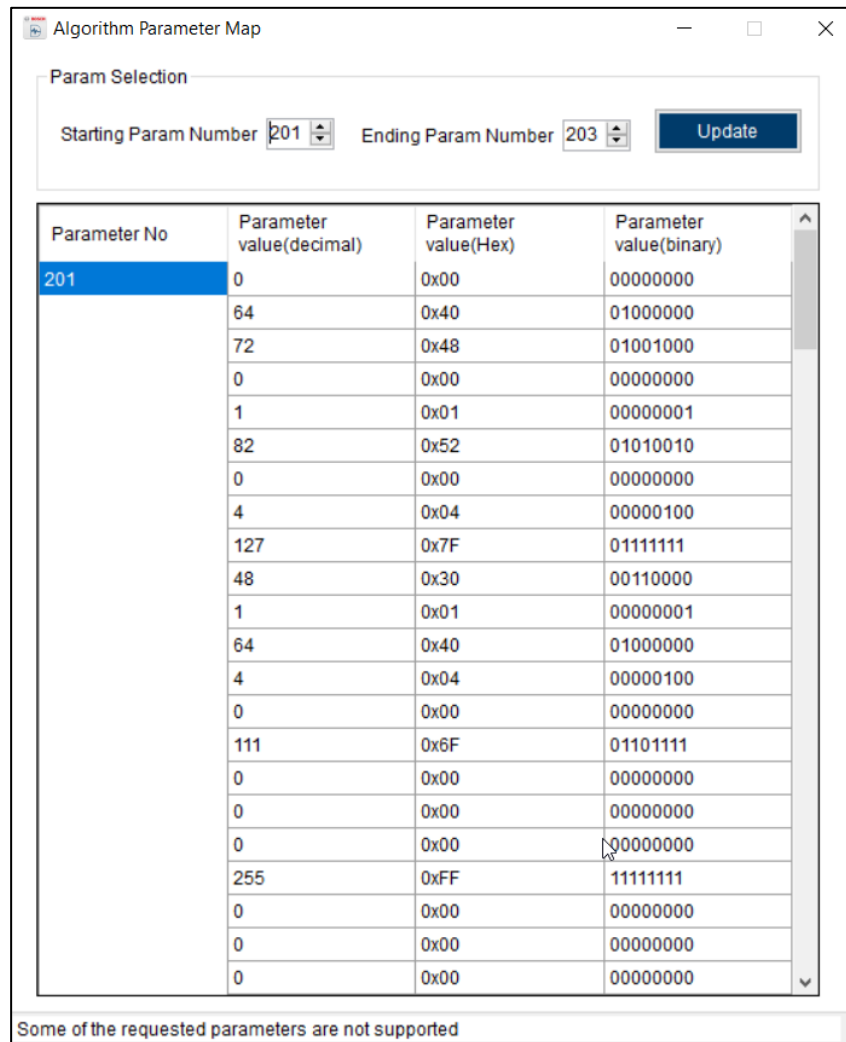 Algorithm Parameter Map
Param Selection
Starting Param Number 201 Ending Param Number 203 Update
Parameter No Parameter value(decimal) Parameter value(Hex) Parameter value(binary)
201 0 0x00 00000000
64 0x40 01000000
72 0x48 01001000
0 0x00 00000000
1 0x01 00000001
82 0x52 01010010
0 0x00 00000000
4 0x04 00000100
127 0x7F 01111111
48 0x30 00110000
1 0x01 00000001
64 0x40 01000000
4 0x04 00000100
0 0x00 00000000
111 0x6F 01101111
0 0x00 00000000
0 0x00 00000000
0 0x00 00000000
255 0xFF 11111111
0 0x00 00000000
0 0x00 00000000
0 0x00 00000000
Some of the requested parameters are not supported